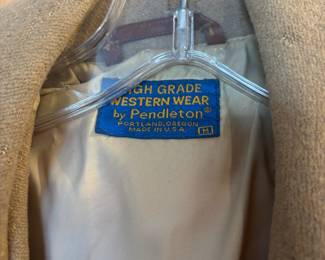 HIGH GRADE
WESTERN WEAR
by Pendleton®
PORTLAND, OREGON
MADE IN U.S.A. M